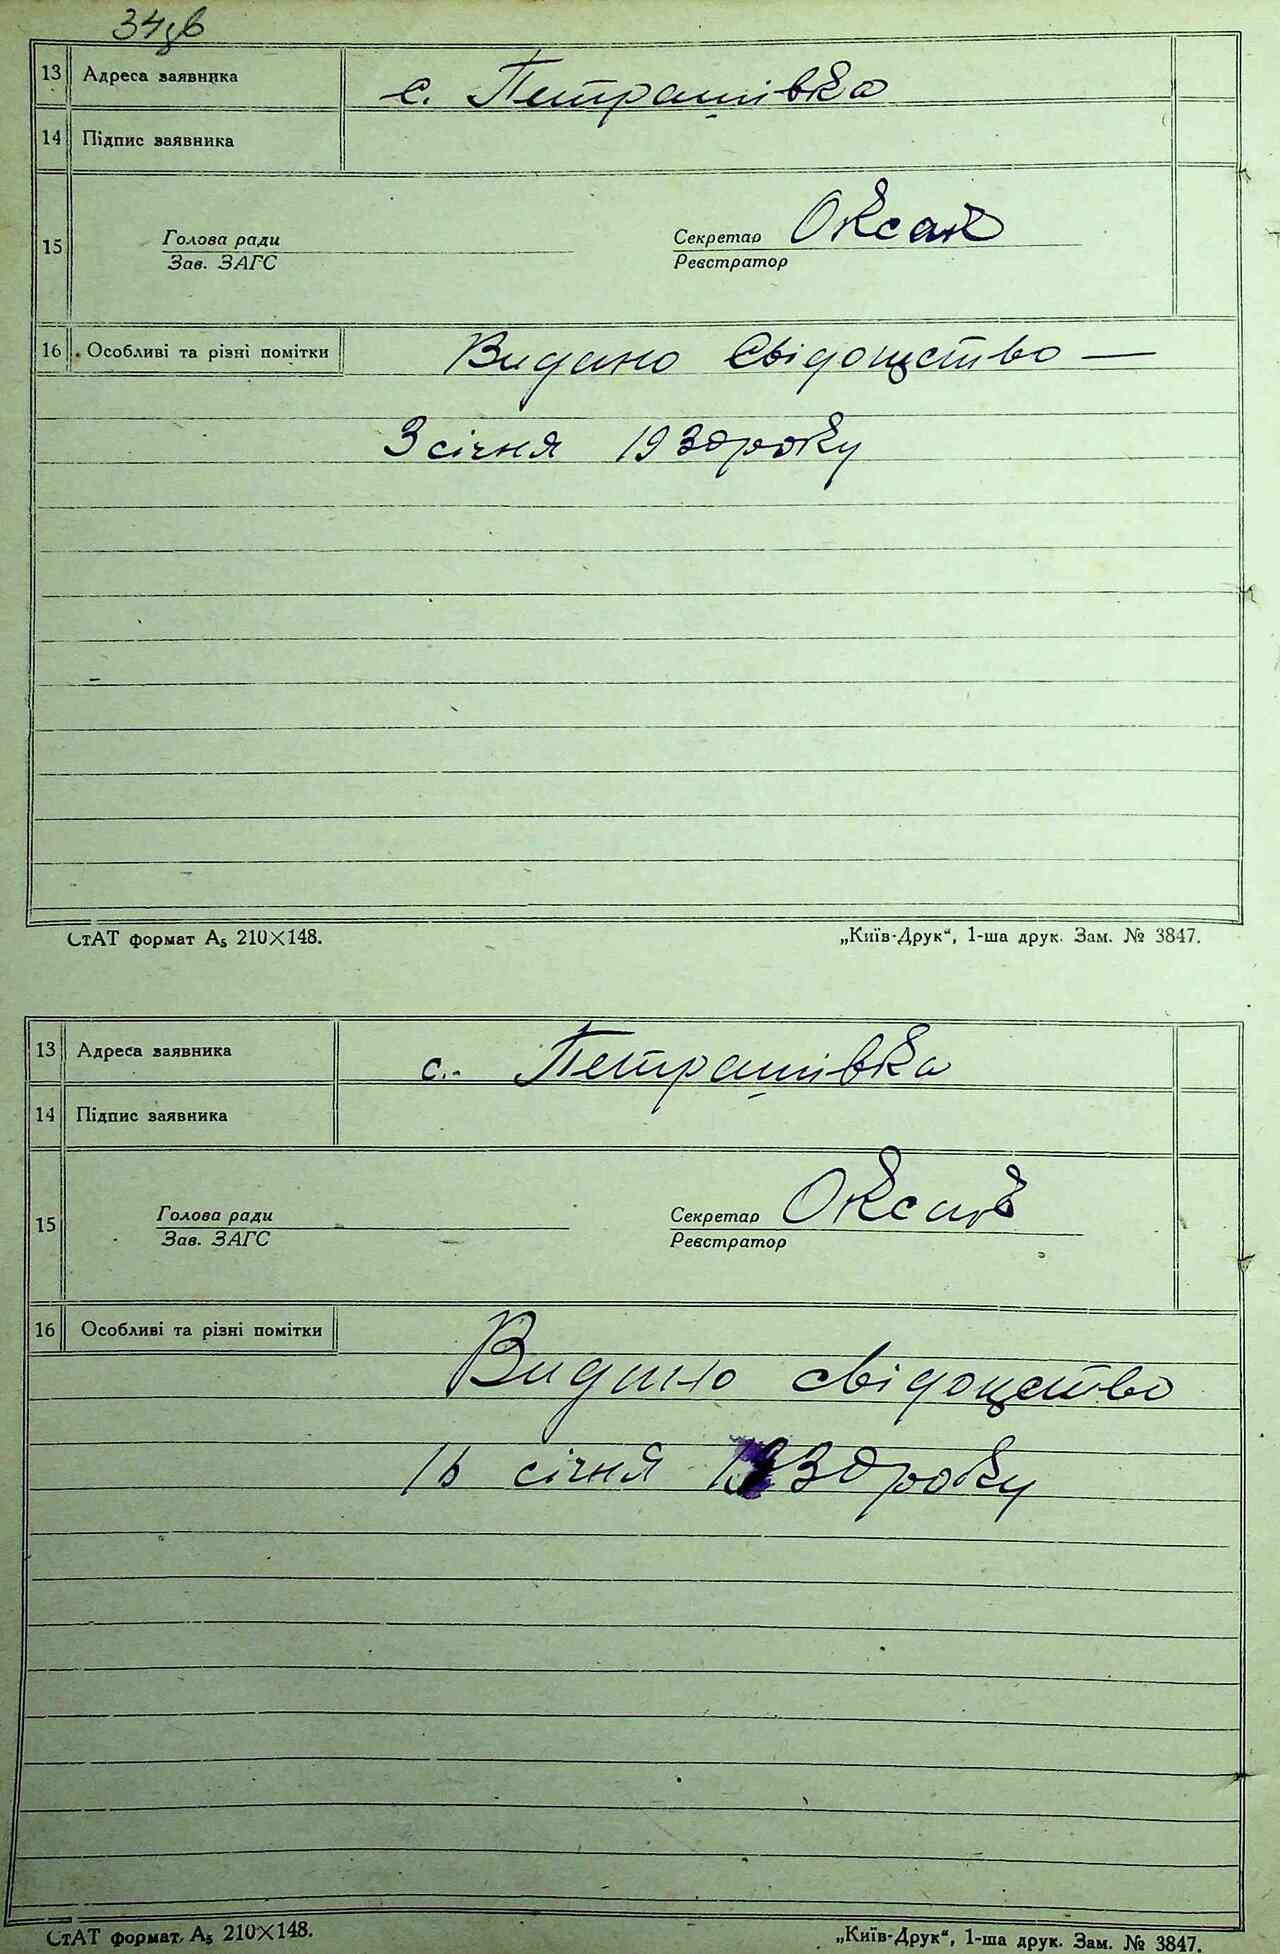 34зв
13 Адреса заявника с. Петрашівка
14 Підпис заявника
15 Голова ради Секретар Оксан
Зав. ЗАГС Реєстратор
16 Особливі та різні помітки Видано свідоцтво —
3 січня 1930 року
СтАТ формат А5 210×148. „Київ-Друк“, 1-ша друк. Зам. № 3847.
13 Адреса заявника с. Петрашівка
14 Підпис заявника
15 Голова ради Секретар Оксан
Зав. ЗАГС Реєстратор
16 Особливі та різні помітки Видано свідоцтво
16 січня 1930 року
СтАТ формат А5 210×148. „Київ-Друк“, 1-ша друк. Зам. № 3847.